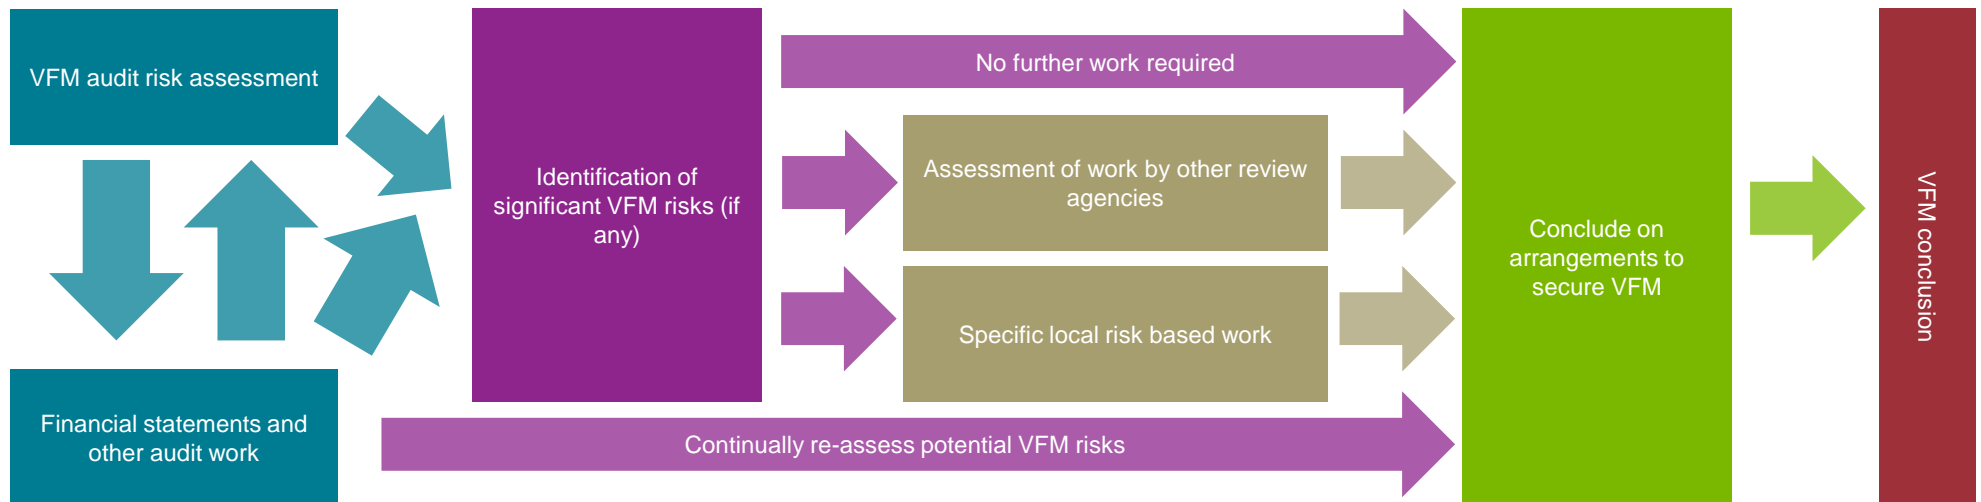 VFM audit risk assessment
Financial statements and
other audit work
Identification of
significant VFM risks (if
any)
No further work required
Assessment of work by other review
agencies
Specific local risk based work
Continually re-assess potential VFM risks
Conclude on
arrangements to
secure VFM
VFM conclusion